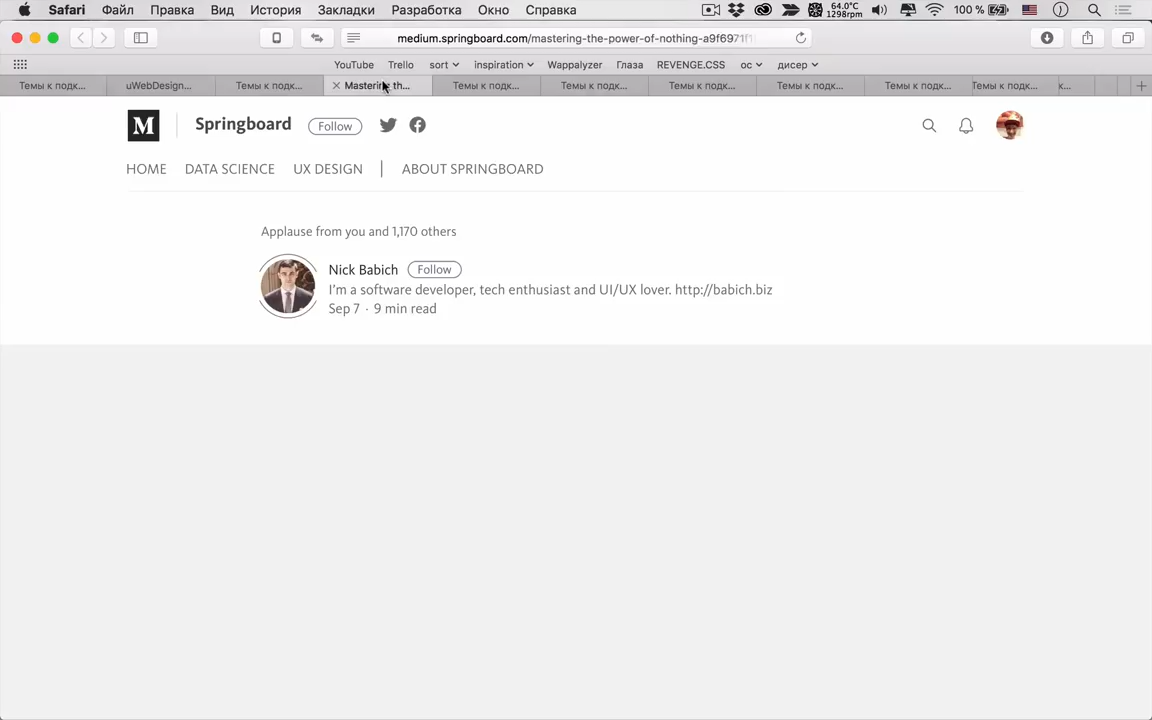 Safari Файл Правка Вид История Закладки Разработка Окно Справка 64.0°C 1298rpm 100 %
medium.springboard.com/mastering-the-power-of-nothing-a9f6971f1
YouTube Trello sort inspiration Wappalyzer Глаза REVENGE.CSS ос дисер
Темы к подк... uWebDesign... Темы к подк... Mastering th... Темы к подк... Темы к подк... Темы к подк... Темы к подк... Темы к подк... Темы к подк... к...
M Springboard Follow
HOME DATA SCIENCE UX DESIGN ABOUT SPRINGBOARD
Applause from you and 1,170 others
Nick Babich Follow
I'm a software developer, tech enthusiast and UI/UX lover. http://babich.biz
Sep 7 · 9 min read